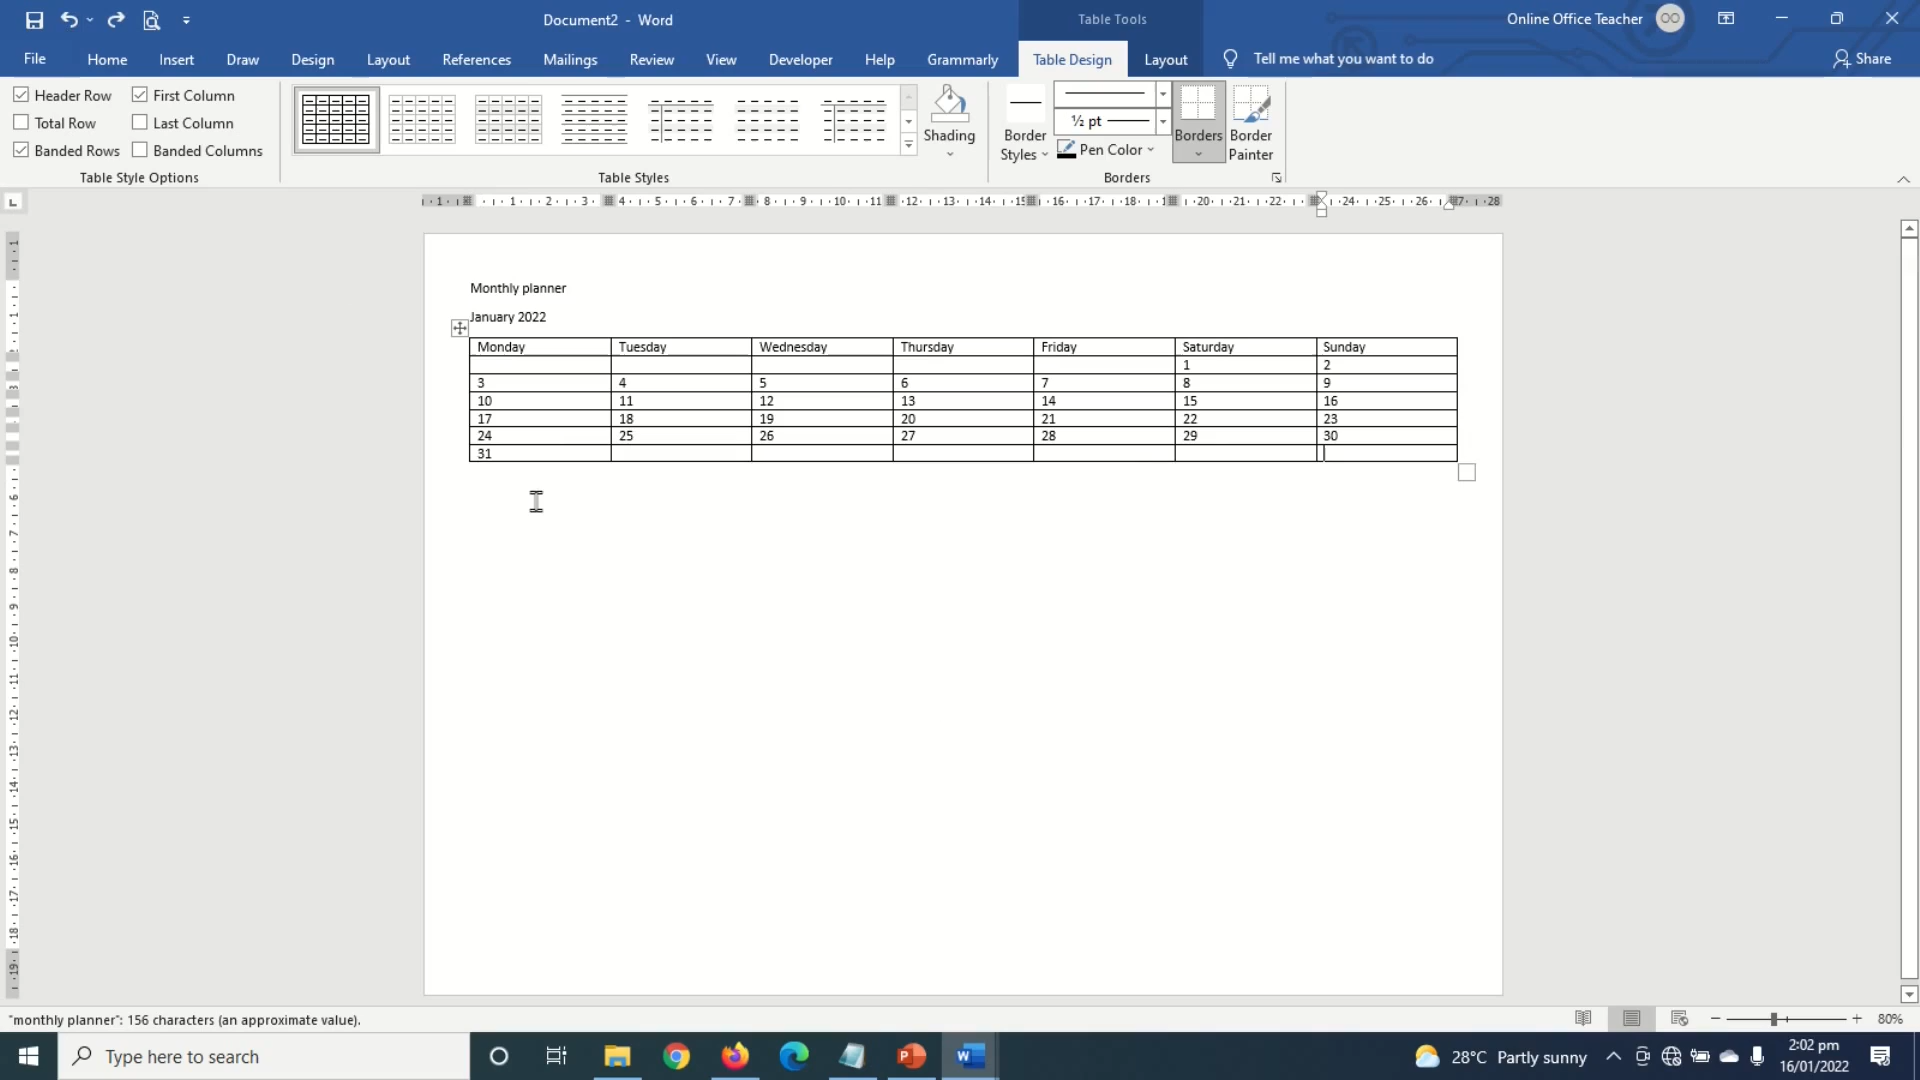 Document2 - Word
Table Tools
Online Office Teacher
OO
File Home Insert Draw Design Layout References Mailings Review View Developer Help Grammarly Table Design Layout Tell me what you want to do
Share
Header Row
First Column
Total Row
Last Column
Banded Rows
Banded Columns
Table Style Options
Table Styles
Shading
Border Styles
½ pt
Pen Color
Borders
Border Painter
Borders
Monthly planner
January 2022
Monday Tuesday Wednesday Thursday Friday Saturday Sunday
1 2
3 4 5 6 7 8 9
10 11 12 13 14 15 16
17 18 19 20 21 22 23
24 25 26 27 28 29 30
31
"monthly planner": 156 characters (an approximate value).
80%
Type here to search
28°C Partly sunny
2:02 pm
16/01/2022